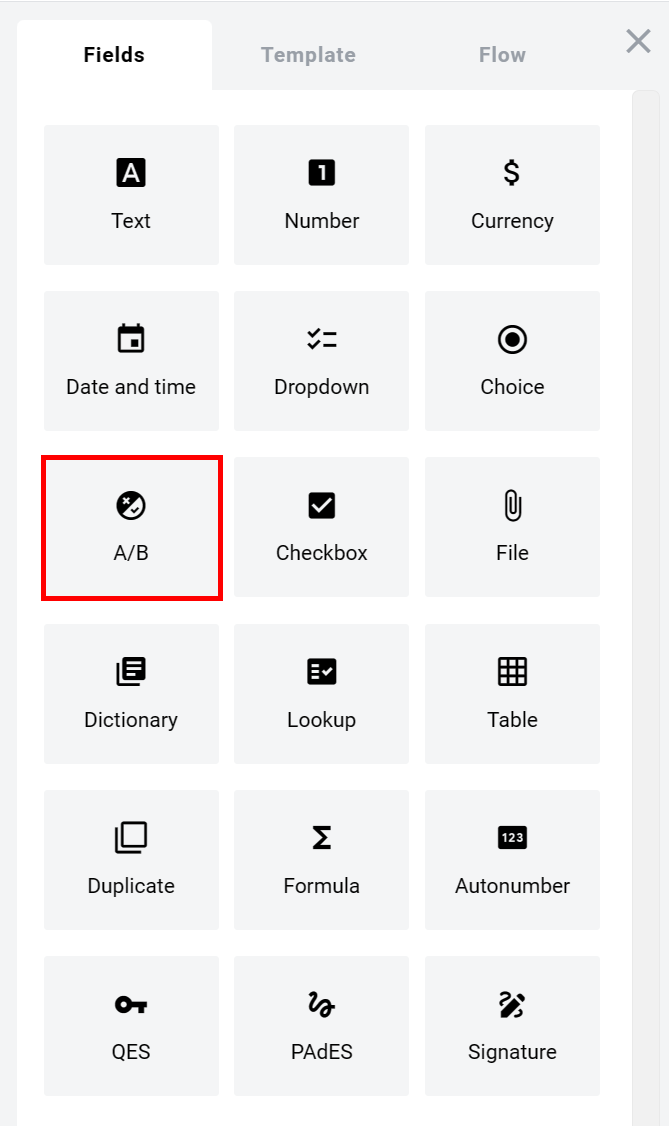 Fields Template Flow
A 1 $
Text Number Currency
Date and time Dropdown Choice
A/B Checkbox File
Dictionary Lookup Table
123
Duplicate Formula Autonumber
QES PAdES Signature